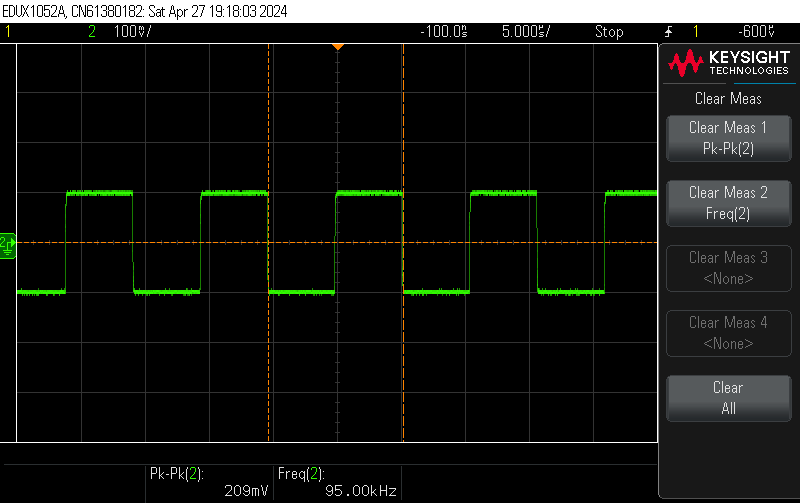 EDUX1052A, CN61380182: Sat Apr 27 19:18:03 2024
1 2 100%/ -100.0% 5.000%/ Stop 1 -600%
KEYSIGHT
TECHNOLOGIES
Clear Meas
Clear Meas 1
Pk-Pk(2)
Clear Meas 2
Freq(2)
Clear Meas 3
<None>
Clear Meas 4
<None>
Clear
All
2
Pk-Pk(2): Freq(2):
209mV 95.00kHz